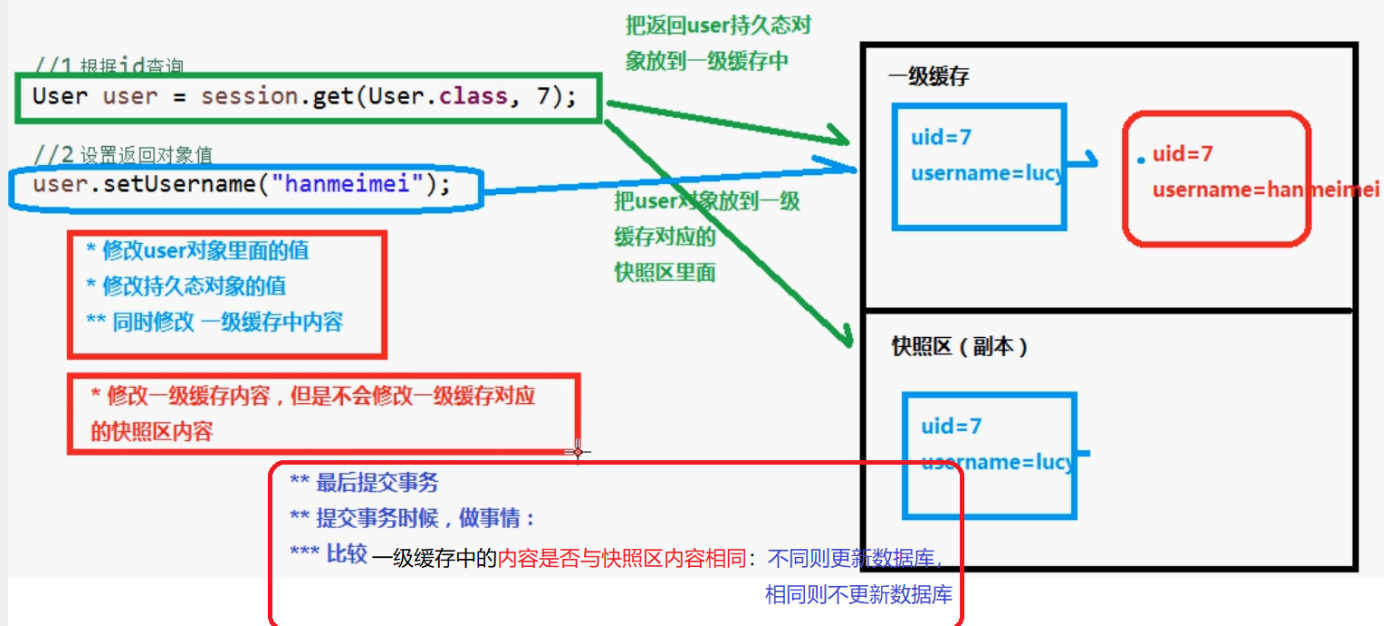 //1 根据id查询
User user = session.get(User.class, 7);
//2 设置返回对象值
user.setUsername("hanmeimei");
* 修改user对象里面的值
* 修改持久态对象的值
** 同时修改 一级缓存中内容
* 修改一级缓存内容，但是不会修改一级缓存对应
的快照区内容
** 最后提交事务
** 提交事务时候，做事情：
*** 比较 一级缓存中的内容是否与快照区内容相同：不同则更新数据库，
相同则不更新数据库
把返回user持久态对
象放到一级缓存中
把user对象放到一级
缓存对应的
快照区里面
一级缓存
uid=7
username=lucy
uid=7
username=hanmeimei
快照区（副本）
uid=7
username=lucy